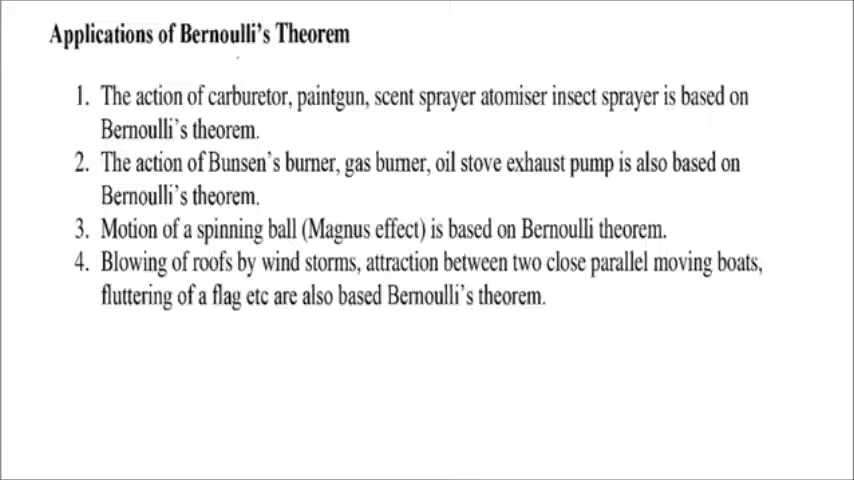 Applications of Bernoulli's Theorem
1. The action of carburetor, paintgun, scent sprayer atomiser insect sprayer is based on
Bernoulli's theorem.
2. The action of Bunsen's burner, gas burner, oil stove exhaust pump is also based on
Bernoulli's theorem.
3. Motion of a spinning ball (Magnus effect) is based on Bernoulli theorem.
4. Blowing of roofs by wind storms, attraction between two close parallel moving boats,
fluttering of a flag etc are also based Bernoulli's theorem.